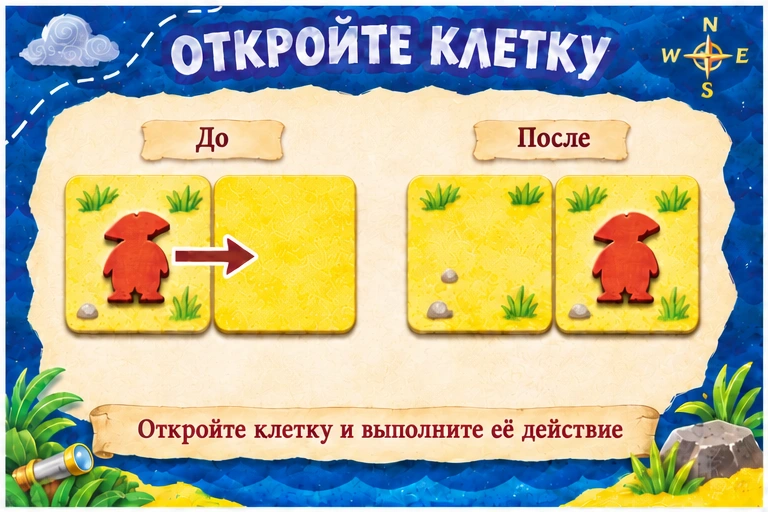 ОТКРОЙТЕ КЛЕТКУ
N
W E
S
До
После
Откройте клетку и выполните её действие